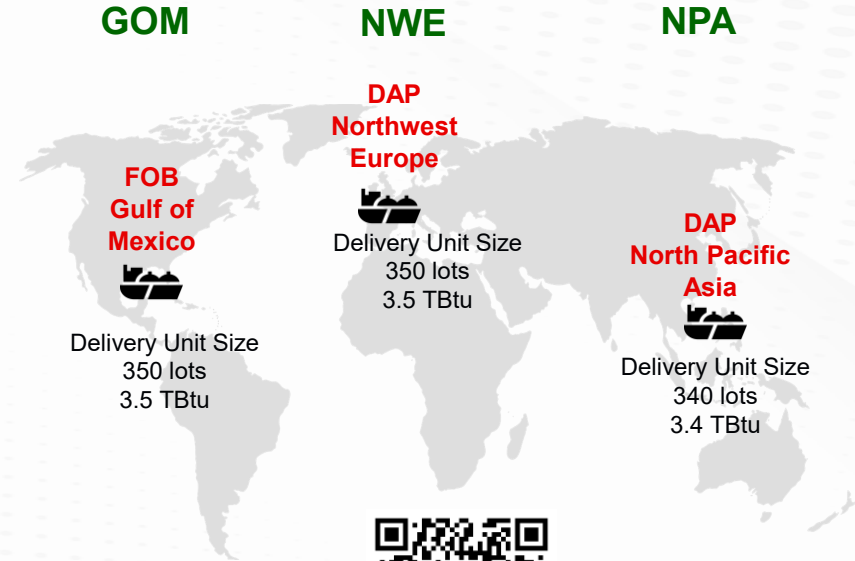 GOM
NWE
NPA
FOB
Gulf of
Mexico
Delivery Unit Size
350 lots
3.5 TBtu
DAP
Northwest
Europe
Delivery Unit Size
350 lots
3.5 TBtu
DAP
North Pacific
Asia
Delivery Unit Size
340 lots
3.4 TBtu